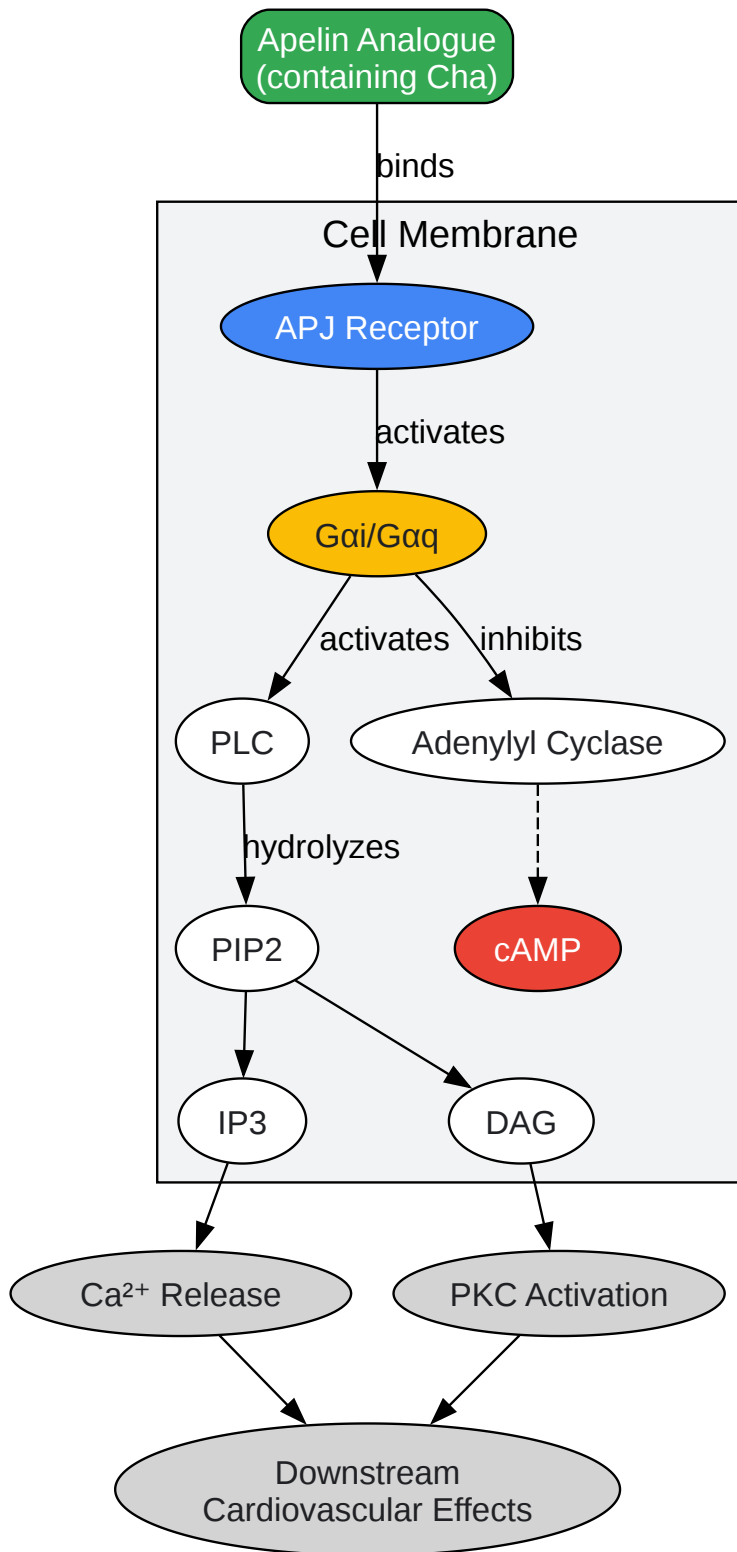 Apelin Analogue
(containing Cha)
binds
Cell Membrane
APJ Receptor
activates
Gαi/Gαq
activates
inhibits
PLC
Adenylyl Cyclase
hydrolyzes
PIP2
cAMP
IP3
DAG
Ca²⁺ Release
PKC Activation
Downstream
Cardiovascular Effects